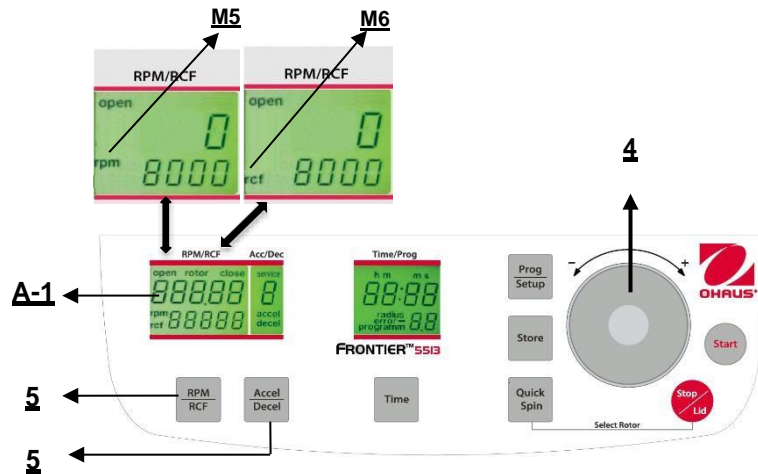 M5
M6
RPM/RCF
open
0
rpm
8000
RPM/RCF
open
0
rcf
8000
4
A-1
RPM/RCF
Acc/Dec
open rotor close
888.88
rpm
rcf
88888
service
8
accel
decel
Time/Prog
h m m s
88:88
radius
error
programm
8.8
FRONTIER™ 5513
Prog
Setup
Store
Quick
Spin
- +
OHAUS®
Start
Stop
Lid
Select Rotor
5
RPM
RCF
Accel
Decel
Time
5